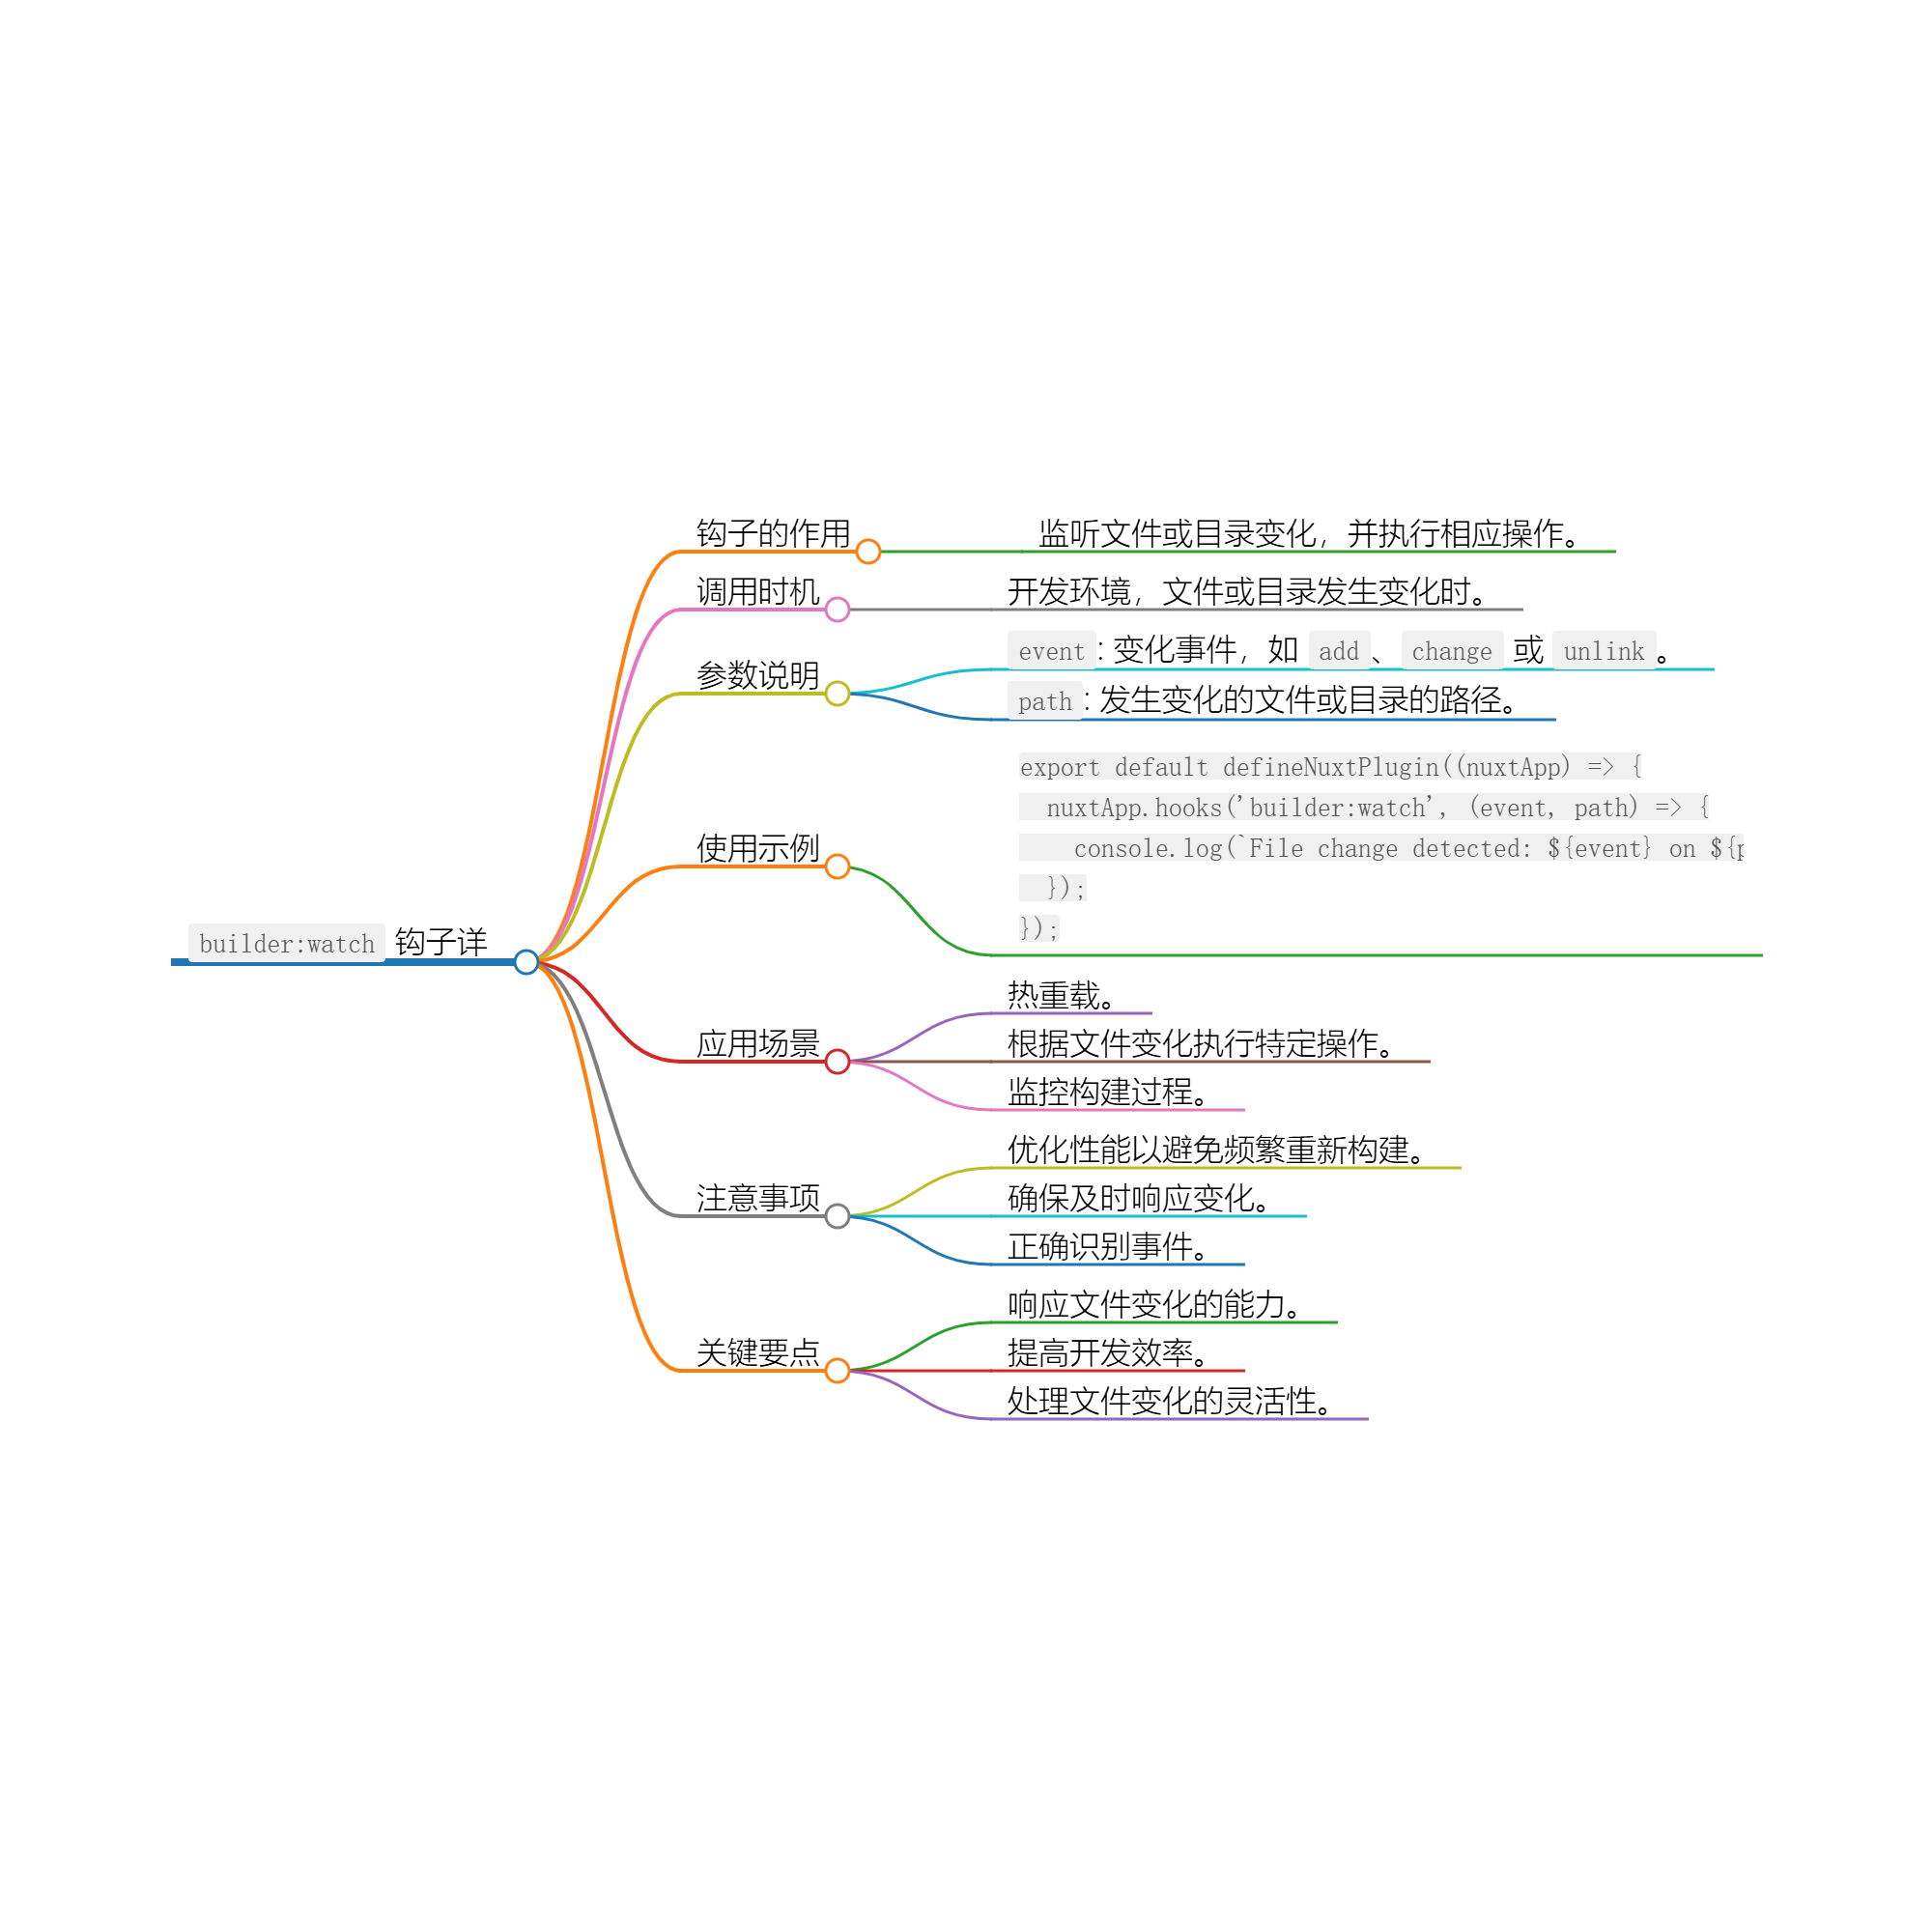 builder:watch 钩子详
钩子的作用
监听文件或目录变化，并执行相应操作。
调用时机
开发环境，文件或目录发生变化时。
参数说明
event: 变化事件，如 add 、 change 或 unlink 。
path: 发生变化的文件或目录的路径。
使用示例
export default defineNuxtPlugin((nuxtApp) => {
  nuxtApp.hooks('builder:watch', (event, path) => {
    console.log(`File change detected: ${event} on ${p
  });
});
应用场景
热重载。
根据文件变化执行特定操作。
监控构建过程。
注意事项
优化性能以避免频繁重新构建。
确保及时响应变化。
正确识别事件。
关键要点
响应文件变化的能力。
提高开发效率。
处理文件变化的灵活性。